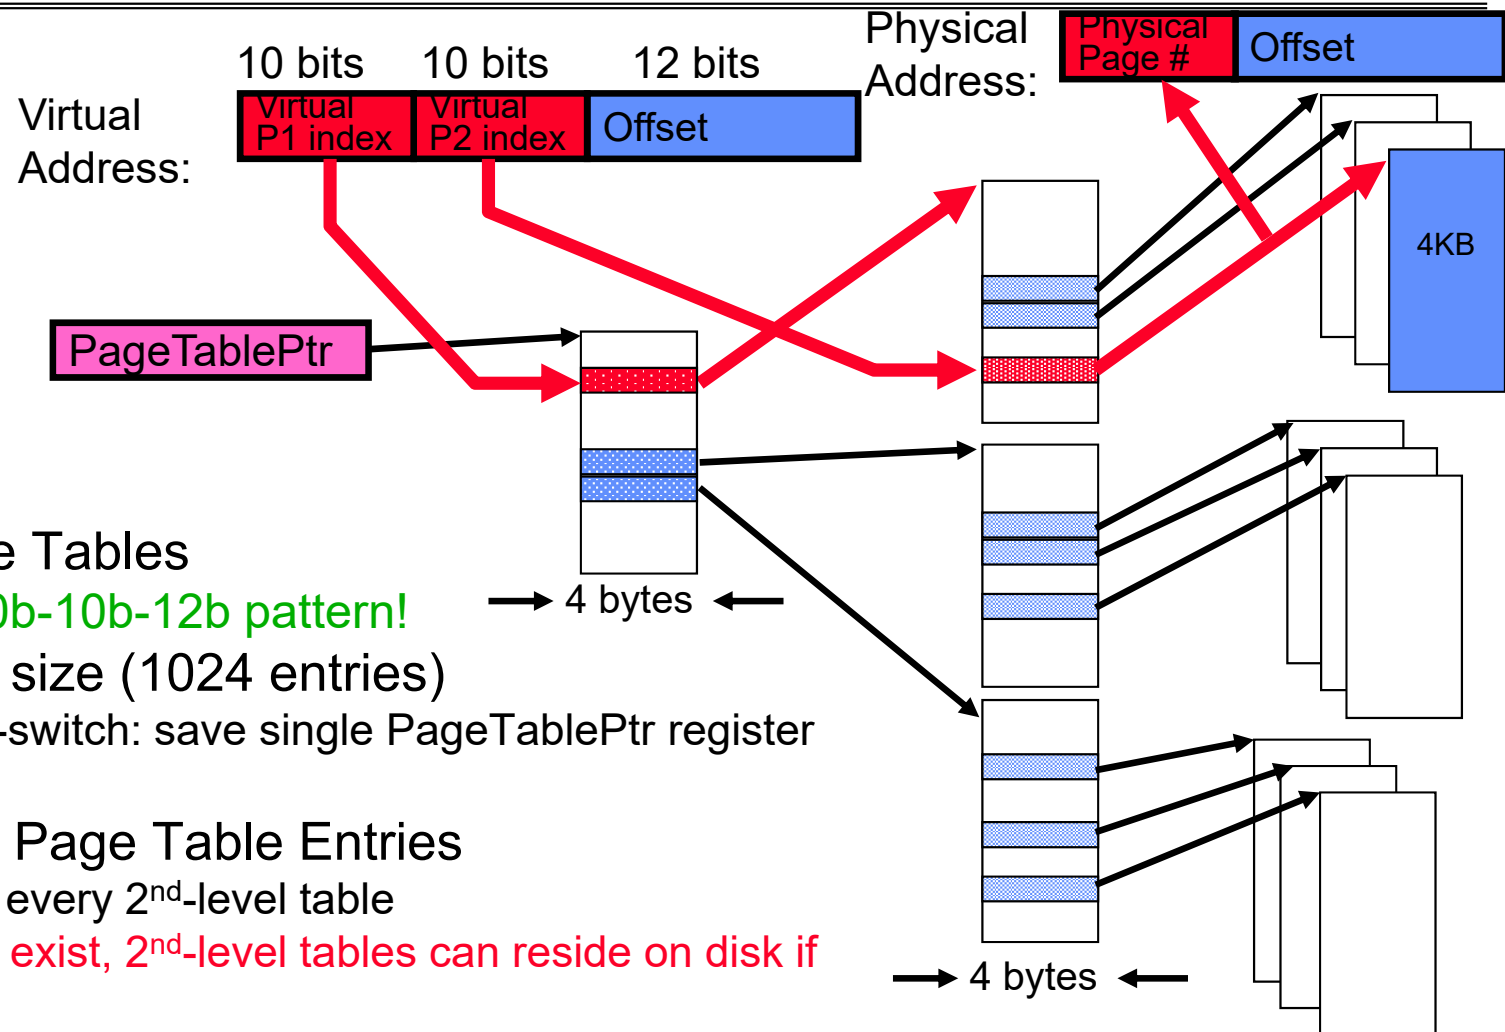 Physical
Address:
Physical
Page #
Offset
10 bits
10 bits
12 bits
Virtual
Address:
Virtual
P1 index
Virtual
P2 index
Offset
4KB
PageTablePtr
e Tables
0b-10b-12b pattern!
4 bytes
size (1024 entries)
-switch: save single PageTablePtr register
Page Table Entries
every 2nd-level table
exist, 2nd-level tables can reside on disk if
4 bytes